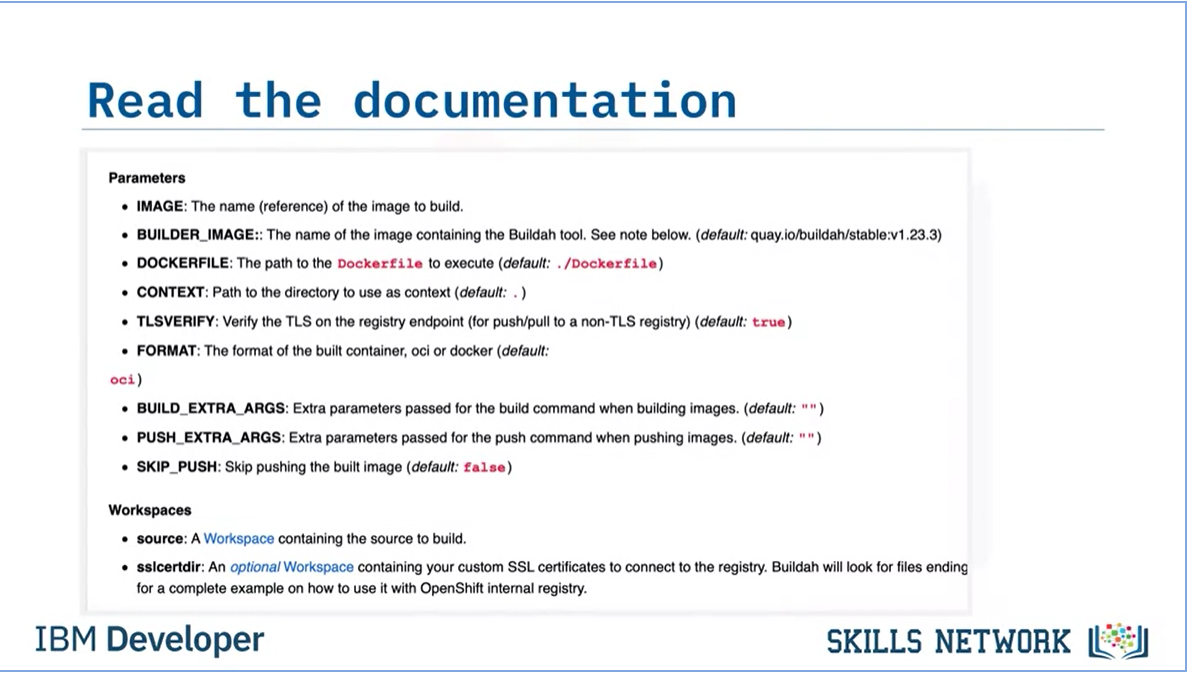 Read the documentation
Parameters
• IMAGE: The name (reference) of the image to build.
• BUILDER_IMAGE:: The name of the image containing the Buildah tool. See note below. (default: quay.io/buildah/stable:v1.23.3)
• DOCKERFILE: The path to the Dockerfile to execute (default: ./Dockerfile)
• CONTEXT: Path to the directory to use as context (default: .)
• TLSVERIFY: Verify the TLS on the registry endpoint (for push/pull to a non-TLS registry) (default: true)
• FORMAT: The format of the built container, oci or docker (default:
oci)
• BUILD_EXTRA_ARGS: Extra parameters passed for the build command when building images. (default: "")
• PUSH_EXTRA_ARGS: Extra parameters passed for the push command when pushing images. (default: "")
• SKIP_PUSH: Skip pushing the built image (default: false)
Workspaces
• source: A Workspace containing the source to build.
• sslcertdir: An optional Workspace containing your custom SSL certificates to connect to the registry. Buildah will look for files ending
for a complete example on how to use it with OpenShift internal registry.
IBM Developer
SKILLS NETWORK